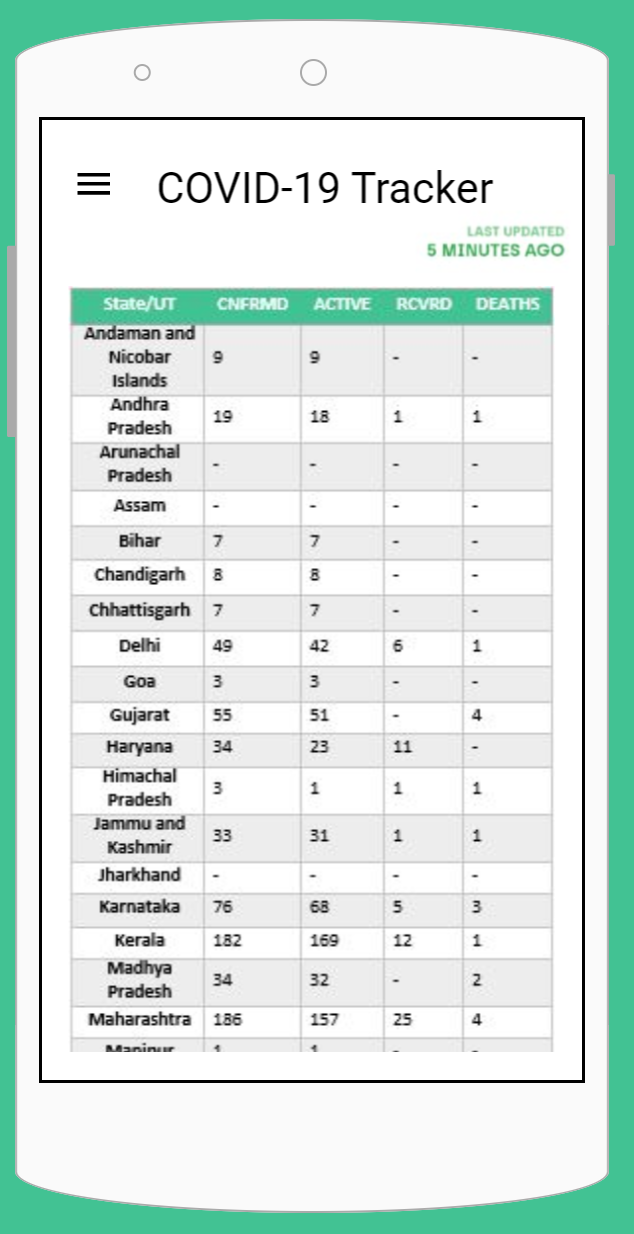 COVID-19 Tracker
LAST UPDATED
5 MINUTES AGO
State/UT CNFRMD ACTIVE RCVRD DEATHS
Andaman and
Nicobar
Islands
9 9 - -
Andhra
Pradesh
19 18 1 1
Arunachal
Pradesh
- - - -
Assam - - - -
Bihar 7 7 - -
Chandigarh 8 8 - -
Chhattisgarh 7 7 - -
Delhi 49 42 6 1
Goa 3 3 - -
Gujarat 55 51 - 4
Haryana 34 23 11 -
Himachal
Pradesh
3 1 1 1
Jammu and
Kashmir
33 31 1 1
Jharkhand - - - -
Karnataka 76 68 5 3
Kerala 182 169 12 1
Madhya
Pradesh
34 32 - 2
Maharashtra 186 157 25 4
Manipur 1 1 - -